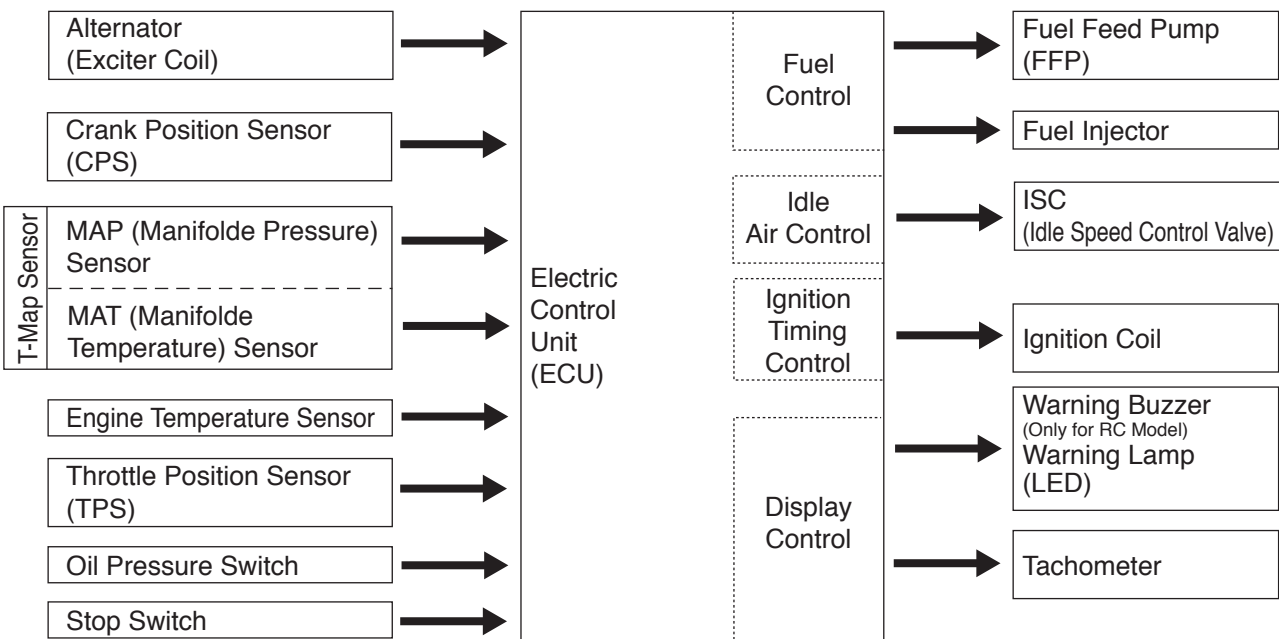 Alternator
(Exciter Coil)
Crank Position Sensor
(CPS)
T-Map Sensor
MAP (Manifolde Pressure)
Sensor
MAT (Manifolde
Temperature) Sensor
Engine Temperature Sensor
Throttle Position Sensor
(TPS)
Oil Pressure Switch
Stop Switch
Electric
Control
Unit
(ECU)
Fuel
Control
Idle
Air Control
Ignition
Timing
Control
Display
Control
Fuel Feed Pump
(FFP)
Fuel Injector
ISC
(Idle Speed Control Valve)
Ignition Coil
Warning Buzzer
(Only for RC Model)
Warning Lamp
(LED)
Tachometer